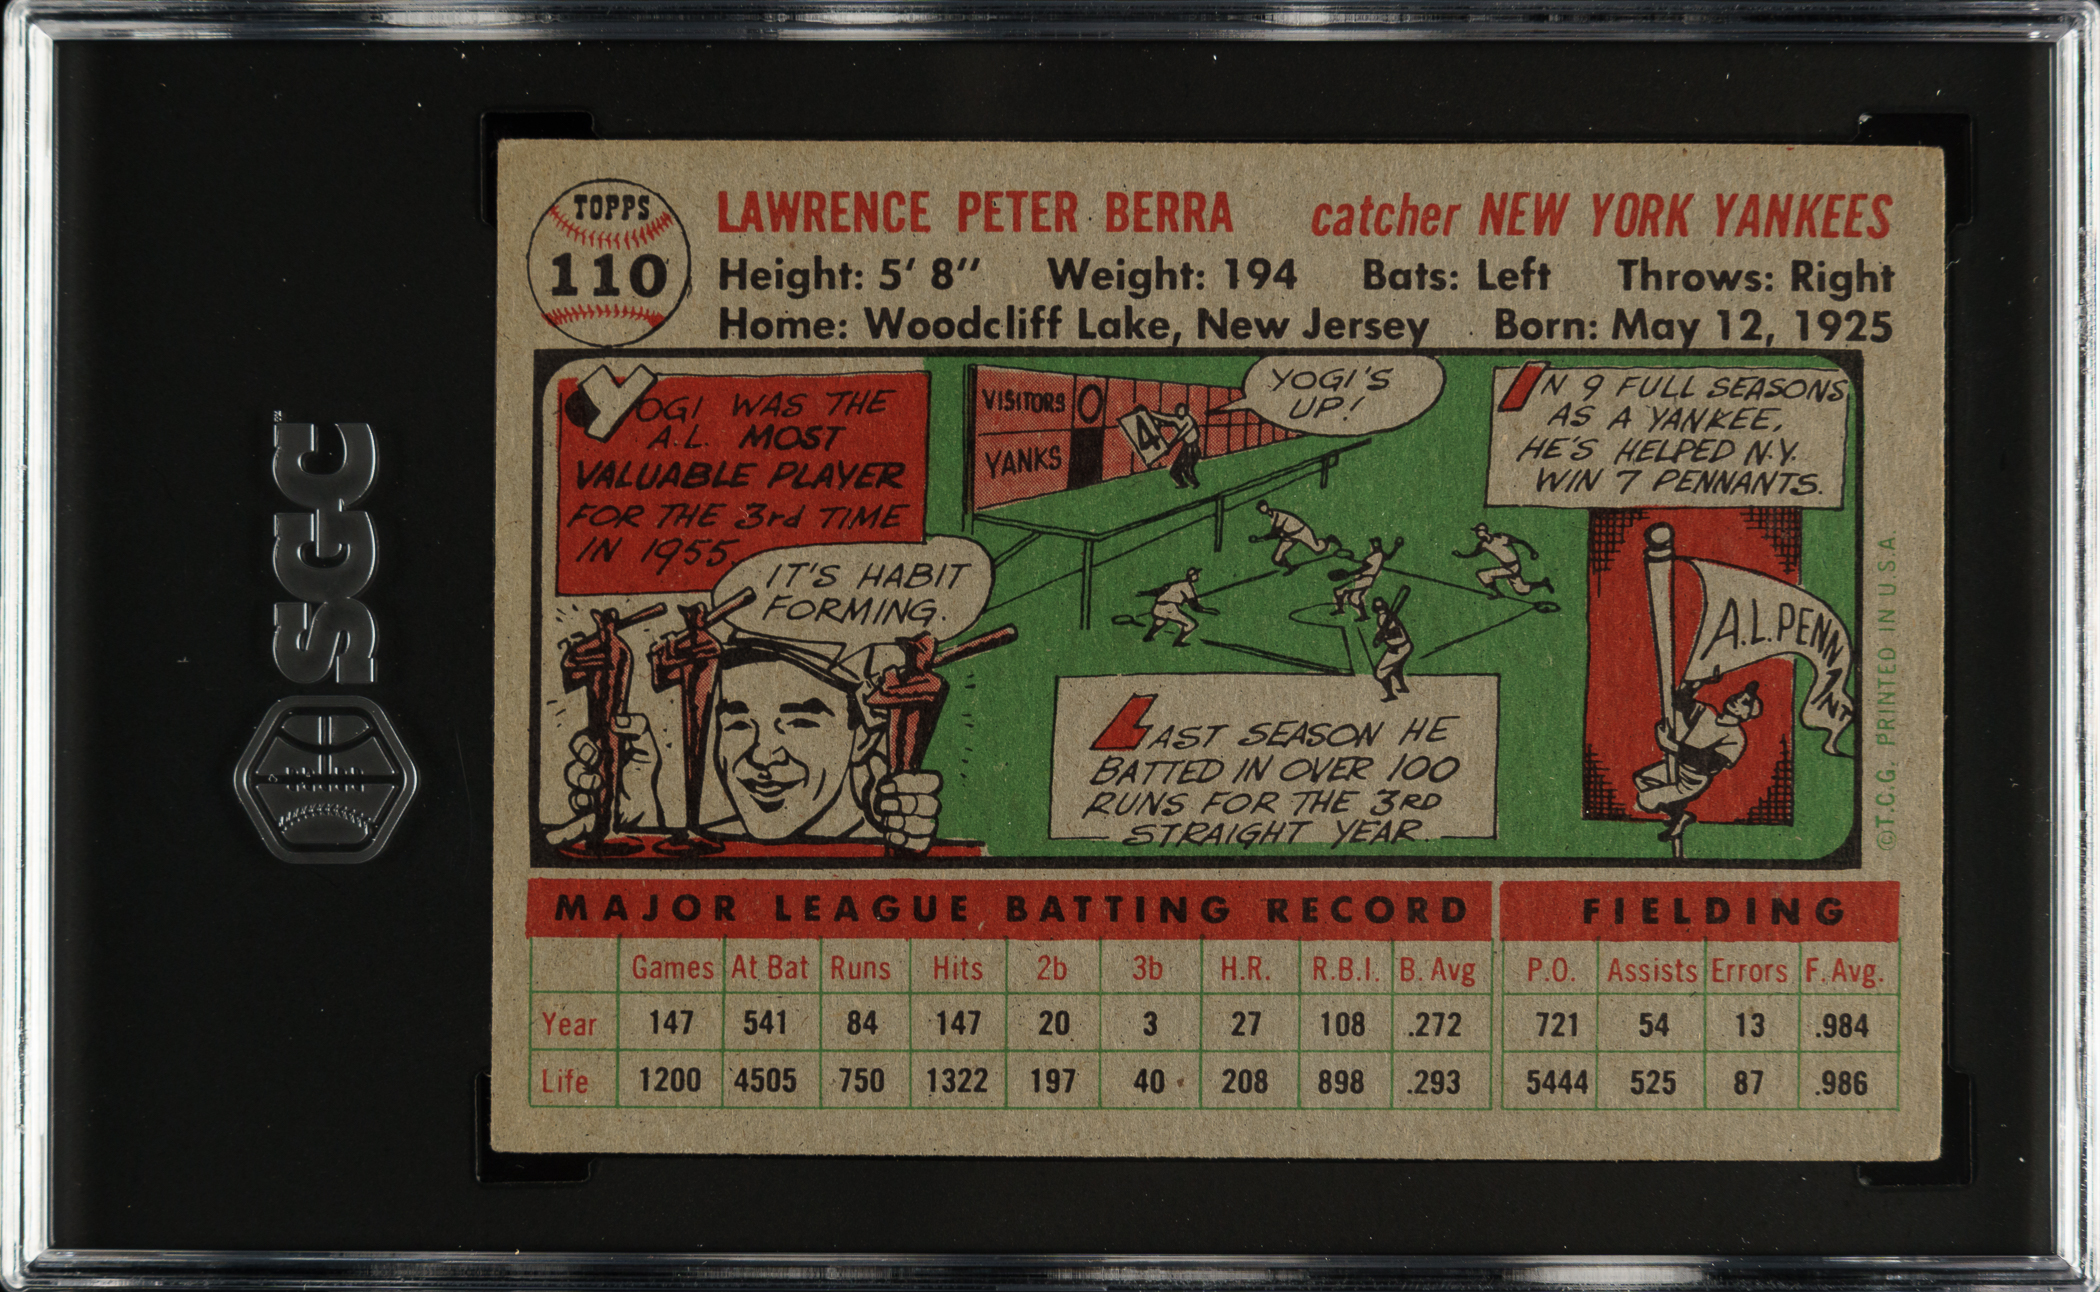 TOPPS
110
LAWRENCE PETER BERRA catcher NEW YORK YANKEES
Height: 5' 8" Weight: 194 Bats: Left Throws: Right
Home: Woodcliff Lake, New Jersey Born: May 12, 1925
YOGI WAS THE
A.L. MOST
VALUABLE PLAYER
FOR THE 3rd TIME
IN 1955.
IT'S HABIT
FORMING.
VISITORS 0
YANKS
4
YOGI'S
UP!
LAST SEASON HE
BATTED IN OVER 100
RUNS FOR THE 3RD
STRAIGHT YEAR.
IN 9 FULL SEASONS
AS A YANKEE,
HE'S HELPED N.Y.
WIN 7 PENNANTS.
A.L. PENNANT
©T.C.G. PRINTED IN U.S.A.
MAJOR LEAGUE BATTING RECORD FIELDING
Games At Bat Runs Hits 2b 3b H.R. R.B.I. B. Avg P.O. Assists Errors F. Avg.
Year 147 541 84 147 20 3 27 108 .272 721 54 13 .984
Life 1200 4505 750 1322 197 40 208 898 .293 5444 525 87 .986
SGC